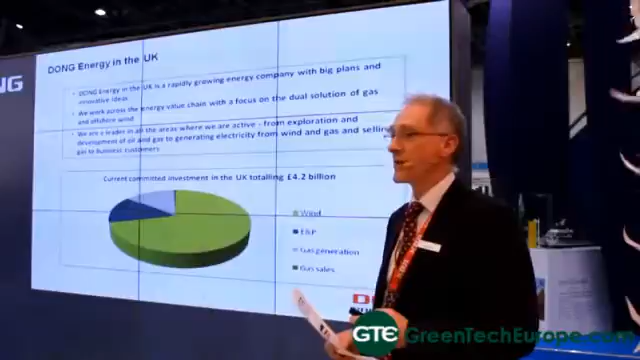 NG
DONG Energy in the UK
• DONG Energy in the UK is a rapidly growing energy company with big plans and
innovative ideas
• We work across the energy value chain with a focus on the dual solution of gas
and offshore wind
• We are a leader in all the areas where we are active - from exploration and
development of oil and gas to generating electricity from wind and gas and selling
gas to business customers
Current committed investment in the UK totalling £4.2 billion
Wind
E&P
Gas generation
Gas sales
GTE GreenTechEurope.com